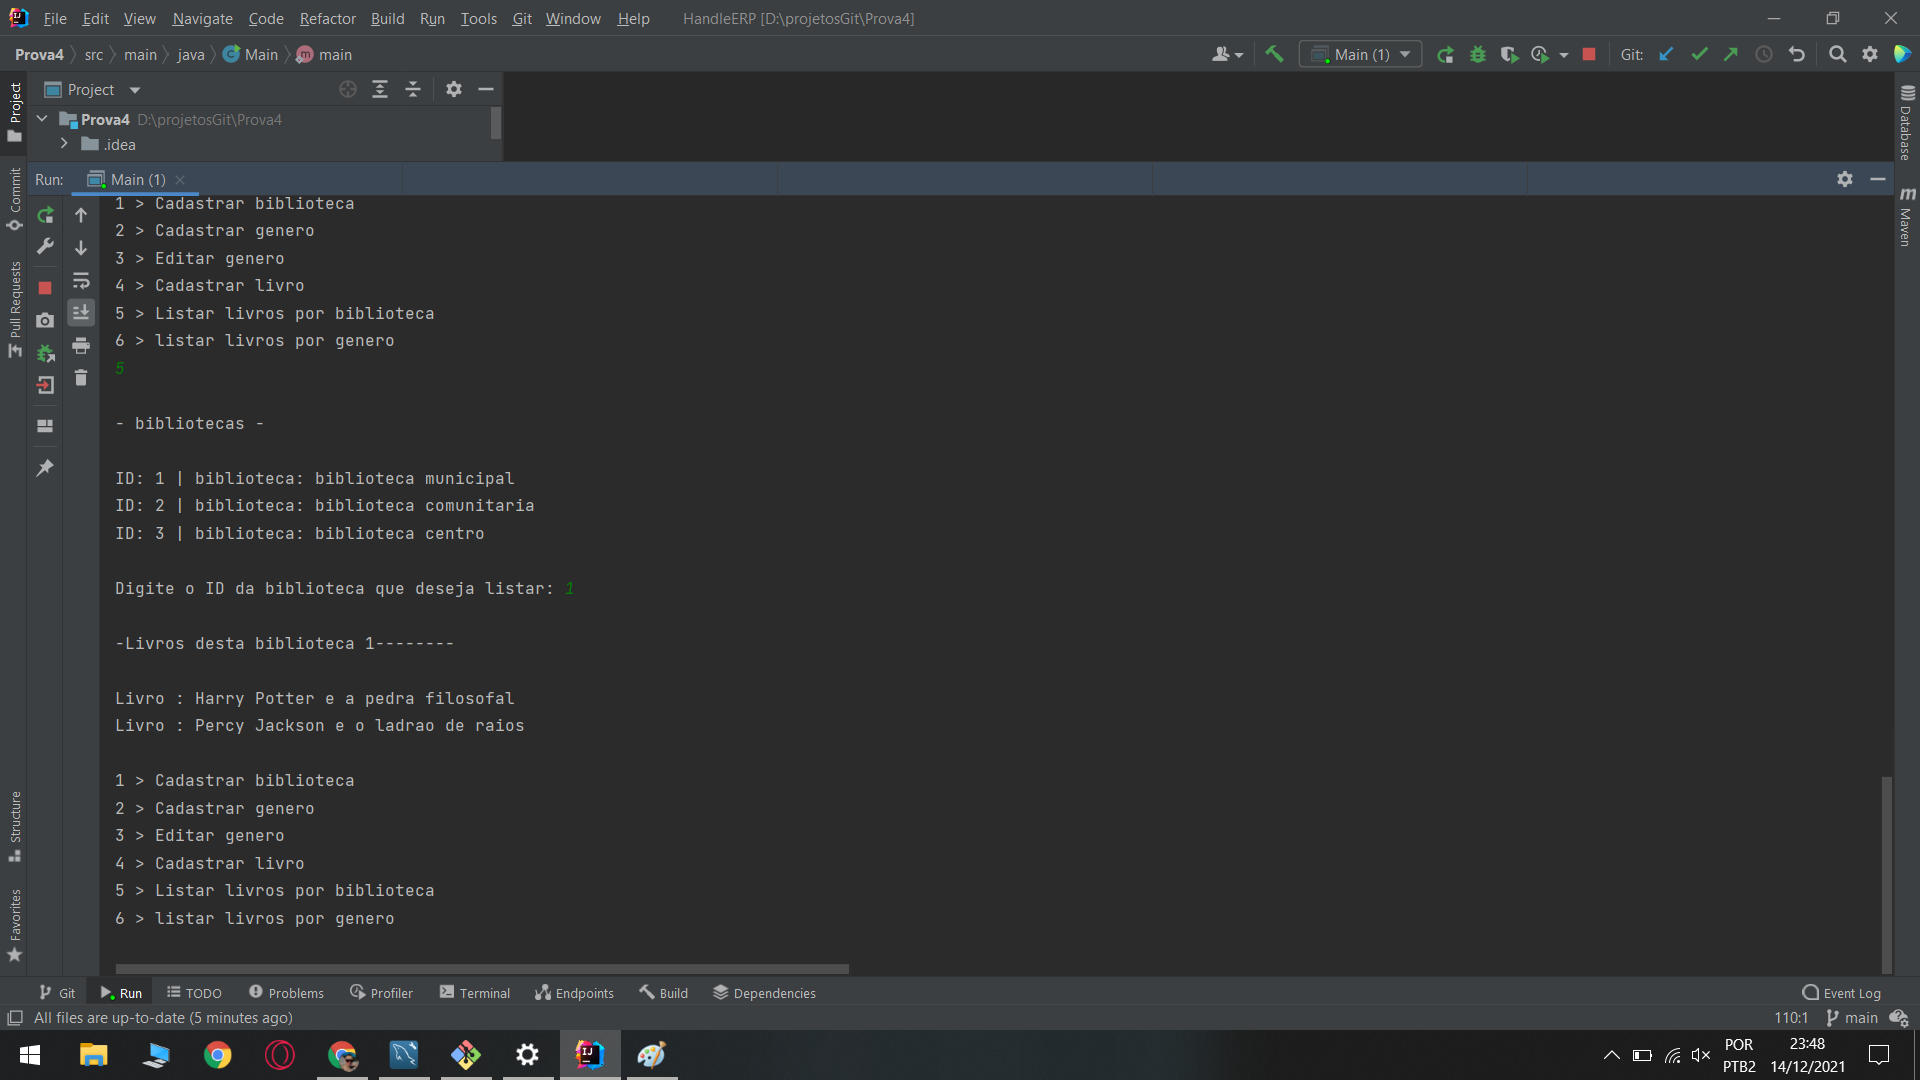 File Edit View Navigate Code Refactor Build Run Tools Git Window Help HandleERP [D:\projetosGit\Prova4]
Prova4 src main java Main main Main (1) Git:
Project
Prova4 D:\projetosGit\Prova4
.idea
Run: Main (1)
1 > Cadastrar biblioteca
2 > Cadastrar genero
3 > Editar genero
4 > Cadastrar livro
5 > Listar livros por biblioteca
6 > listar livros por genero
5
- bibliotecas -
ID: 1 | biblioteca: biblioteca municipal
ID: 2 | biblioteca: biblioteca comunitaria
ID: 3 | biblioteca: biblioteca centro
Digite o ID da biblioteca que deseja listar: 1
-Livros desta biblioteca 1--------
Livro : Harry Potter e a pedra filosofal
Livro : Percy Jackson e o ladrao de raios
1 > Cadastrar biblioteca
2 > Cadastrar genero
3 > Editar genero
4 > Cadastrar livro
5 > Listar livros por biblioteca
6 > listar livros por genero
Project
Commit
Pull Requests
Structure
Favorites
Database
m
Maven
Git Run TODO Problems Profiler Terminal Endpoints Build Dependencies Event Log
All files are up-to-date (5 minutes ago) 110:1 main
IJ
POR
PTB2
23:48
14/12/2021